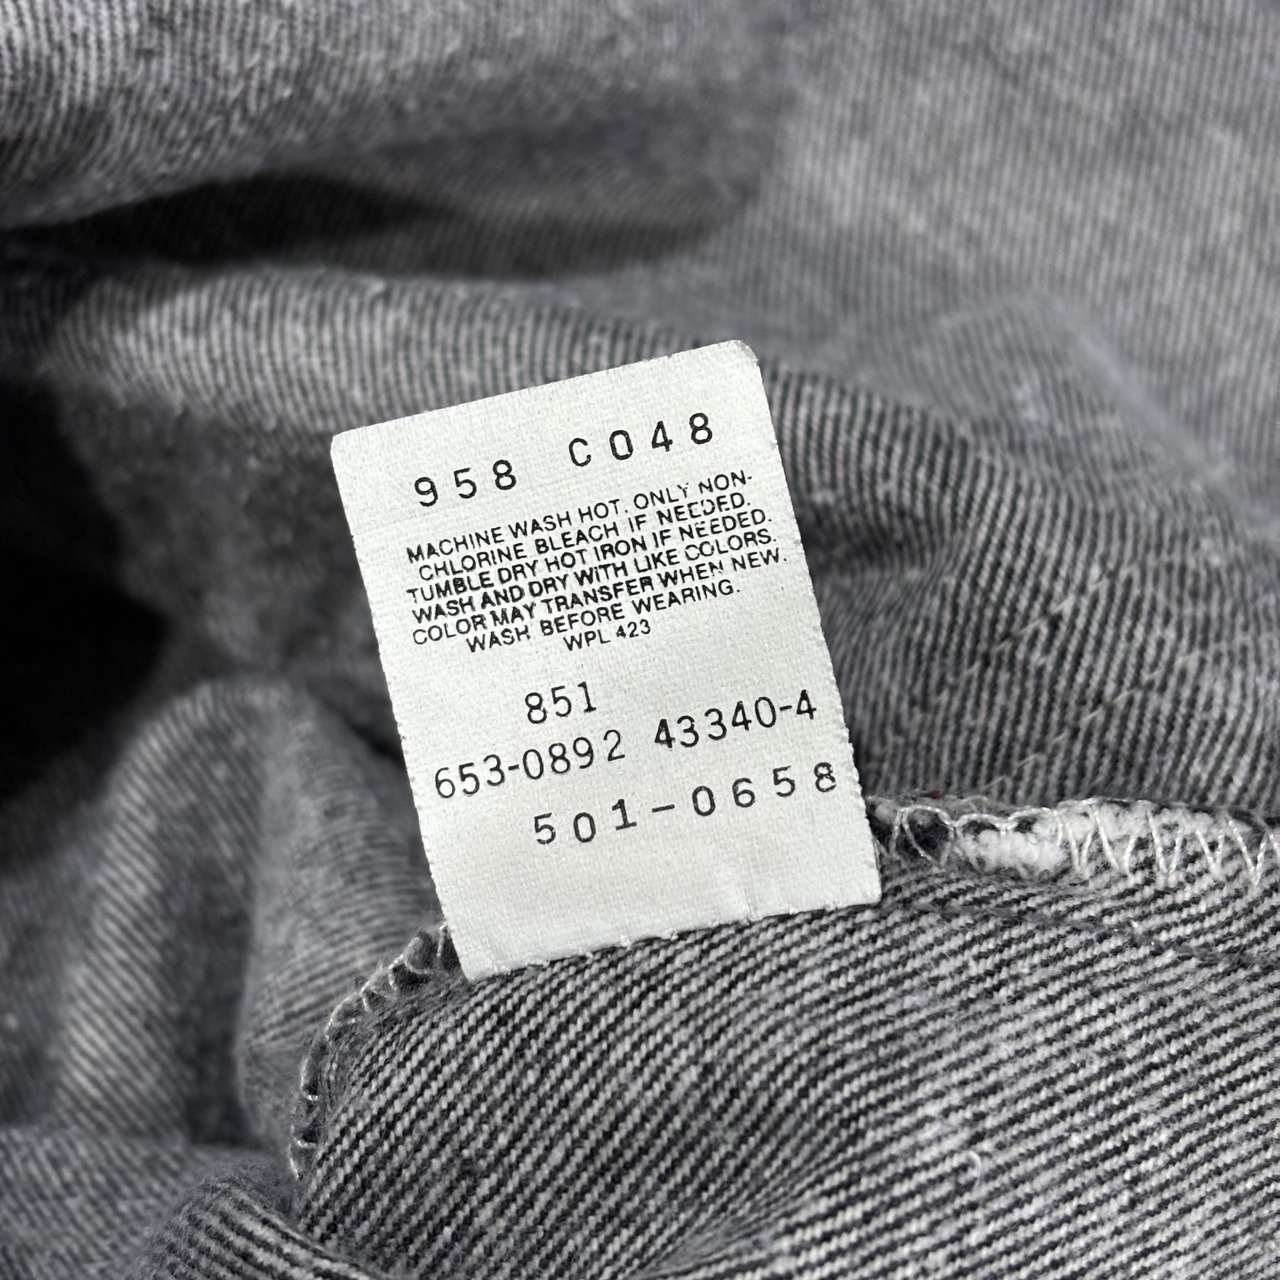 958 C048
MACHINE WASH HOT. ONLY NON-
CHLORINE BLEACH IF NEEDED.
TUMBLE DRY HOT IRON IF NEEDED.
WASH AND DRY WITH LIKE COLORS.
COLOR MAY TRANSFER WHEN NEW.
WASH BEFORE WEARING.
WPL 423
851
653-0892 43340-4
501-0658